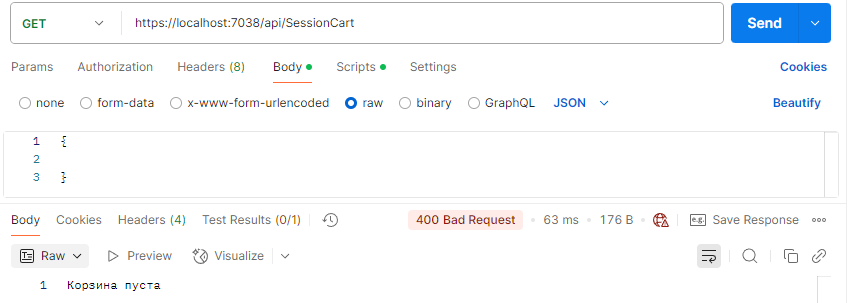 GET https://localhost:7038/api/SessionCart Send
Params Authorization Headers (8) Body Scripts Settings Cookies
none form-data x-www-form-urlencoded raw binary GraphQL JSON Beautify
1 {
2
3 }
Body Cookies Headers (4) Test Results (0/1) 400 Bad Request • 63 ms • 176 B • e.g. Save Response
Raw Preview Visualize
1 Корзина пуста